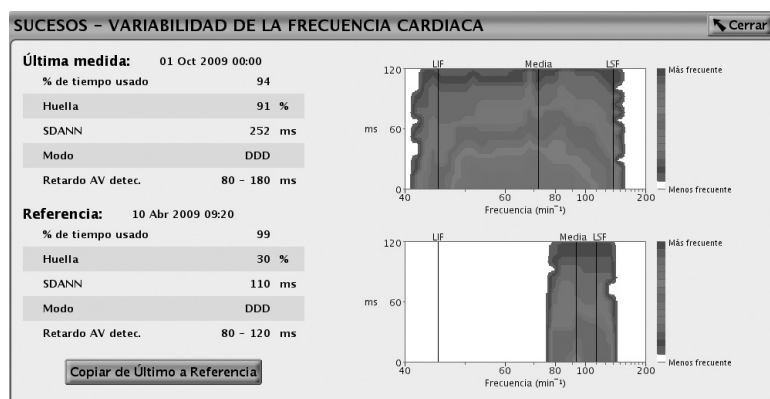 SUCESOS - VARIABILIDAD DE LA FRECUENCIA CARDIACA
Cerrar
Última medida: 01 Oct 2009 00:00
% de tiempo usado 94
Huella 91 %
SDANN 252 ms
Modo DDD
Retardo AV detec. 80 - 180 ms
Referencia: 10 Abr 2009 09:20
% de tiempo usado 99
Huella 30 %
SDANN 110 ms
Modo DDD
Retardo AV detec. 80 - 120 ms
Copiar de Último a Referencia
LIF Media LSF
120
ms 60
0
40 60 80 100 200
Frecuencia (min⁻¹)
Más frecuente
Menos frecuente
LIF Media LSF
120
ms 60
0
40 60 80 100 200
Frecuencia (min⁻¹)
Más frecuente
Menos frecuente